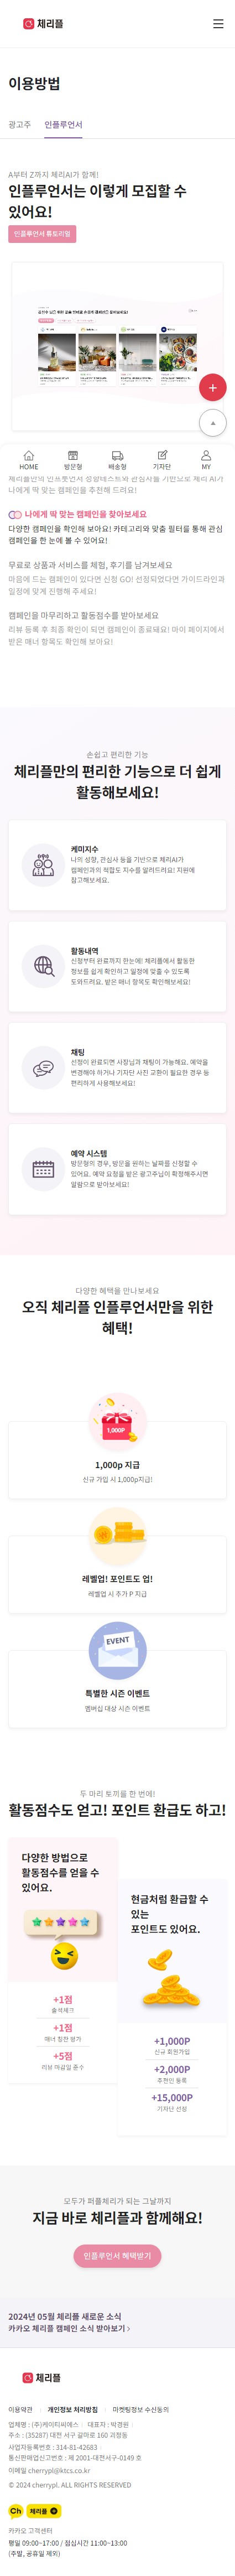 체리플
이용방법
광고주
인플루언서
A부터 Z까지 체리AI가 함께!
인플루언서는 이렇게 모집할 수
있어요!
인플루언서 튜토리얼
HOME
방문형
배송형
기자단
MY
나에게 딱 맞는 캠페인을 추천해 드려요!
나에게 딱 맞는 캠페인을 찾아보세요
다양한 캠페인을 확인해 보아요! 카테고리와 맞춤 필터를 통해 관심
캠페인을 한 눈에 볼 수 있어요!
무료로 상품과 서비스를 체험, 후기를 남겨보세요
마음에 드는 캠페인이 있다면 신청 GO! 선정되었다면 가이드라인과
일정에 맞게 진행해 주세요!
캠페인을 마무리하고 활동점수를 받아보세요
리뷰 등록 후 최종 확인이 되면 캠페인이 종료돼요! 마이 페이지에서
받은 매너 항목도 확인해 보아요!
손쉽고 편리한 기능
체리플만의 편리한 기능으로 더 쉽게
활동해보세요!
케미지수
나의 성향, 관심사 등을 기반으로 체리AI가
캠페인과의 적합도 지수를 알려드려요! 지원에
참고해보세요.
활동내역
신청부터 완료까지 한눈에! 체리플에서 활동한
정보를 쉽게 확인하고 일정에 맞출 수 있도록
도와드려요. 받은 매너 항목도 확인해보세요!
채팅
신청이 완료되면 사장님과 채팅이 가능해요. 예약을
변경해야 하거나 기자단 사진 교환이 필요한 경우 등
편리하게 사용해보세요!
예약 시스템
방문형의 경우, 방문을 원하는 날짜를 신청할 수
있어요. 예약 요청을 받은 광고주님이 확정해주시면
알람으로 받아보세요!
다양한 혜택을 만나보세요
오직 체리플 인플루언서만을 위한
혜택!
1,000P
1,000p 지급
신규 가입 시 1,000p지급!
레벨업! 포인트도 업!
레벨업 시 추가 P 지급
EVENT
특별한 시즌 이벤트
멤버십 대상 시즌 이벤트
두 마리 토끼를 한 번에!
활동점수도 얻고! 포인트 환급도 하고!
다양한 방법으로
활동점수를 얻을 수
있어요.
+1점
출석체크
+1점
매너 칭찬 평가
+5점
리뷰 마감일 준수
현금처럼 환급할 수
있는
포인트도 있어요.
+1,000P
신규 회원가입
+2,000P
추천인 등록
+15,000P
기자단 선정
모두가 퍼플체리가 되는 그날까지
지금 바로 체리플과 함께해요!
인플루언서 혜택받기
2024년 05월 체리플 새로운 소식
카카오 체리플 캠페인 소식 받아보기 >
체리플
이용약관
개인정보 처리방침
마켓팅정보 수신동의
업체명 : (주)케이티씨에스 대표자 : 박경원
주소 : (35287) 대전 서구 갈마로 160 괴정동
사업자등록번호 : 314-81-42683
통신판매업신고번호 : 제 2001-대전서구-0149 호
이메일 cherrypl@ktcs.co.kr
© 2024 cherrypl. ALL RIGHTS RESERVED
Ch 체리플
카카오 고객센터
평일 09:00~17:00 / 점심시간 11:00~13:00
(주말, 공휴일 제외)